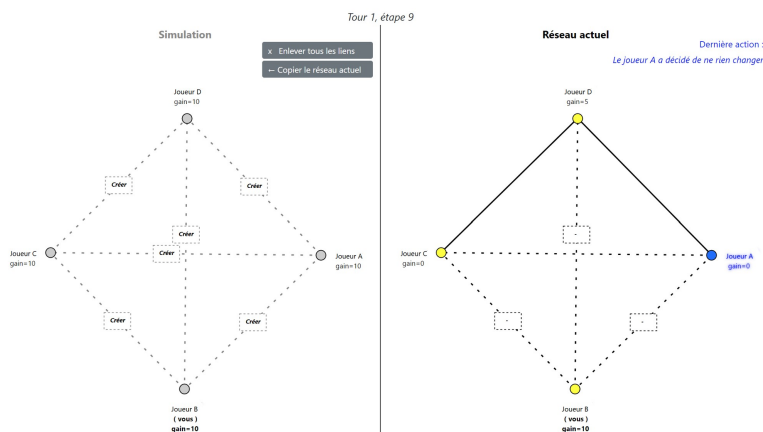 Tour 1, étape 9
Simulation
x Enlever tous les liens
← Copier le réseau actuel
Joueur D
gain=10
Créer
Créer
Créer
Créer
Joueur C
gain=10
Joueur A
gain=10
Créer
Créer
Joueur B
( vous )
gain=10
Réseau actuel
Dernière action :
Le joueur A a décidé de ne rien changer
Joueur D
gain=5
-
Joueur C
gain=0
Joueur A
gain=0
-
-
Joueur B
( vous )
gain=10